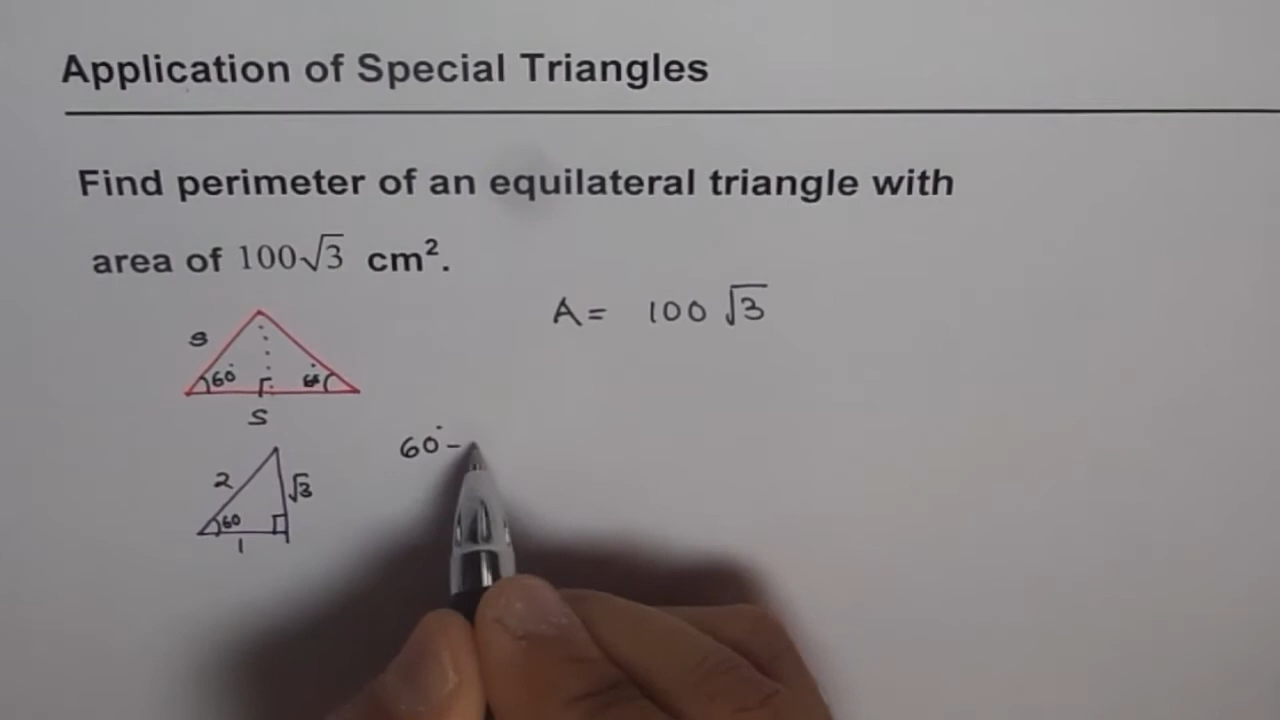 Application of Special Triangles
Find perimeter of an equilateral triangle with
area of 100√3 cm².
A = 100 √3
s
60°
S
2
√3
60
1
60° -